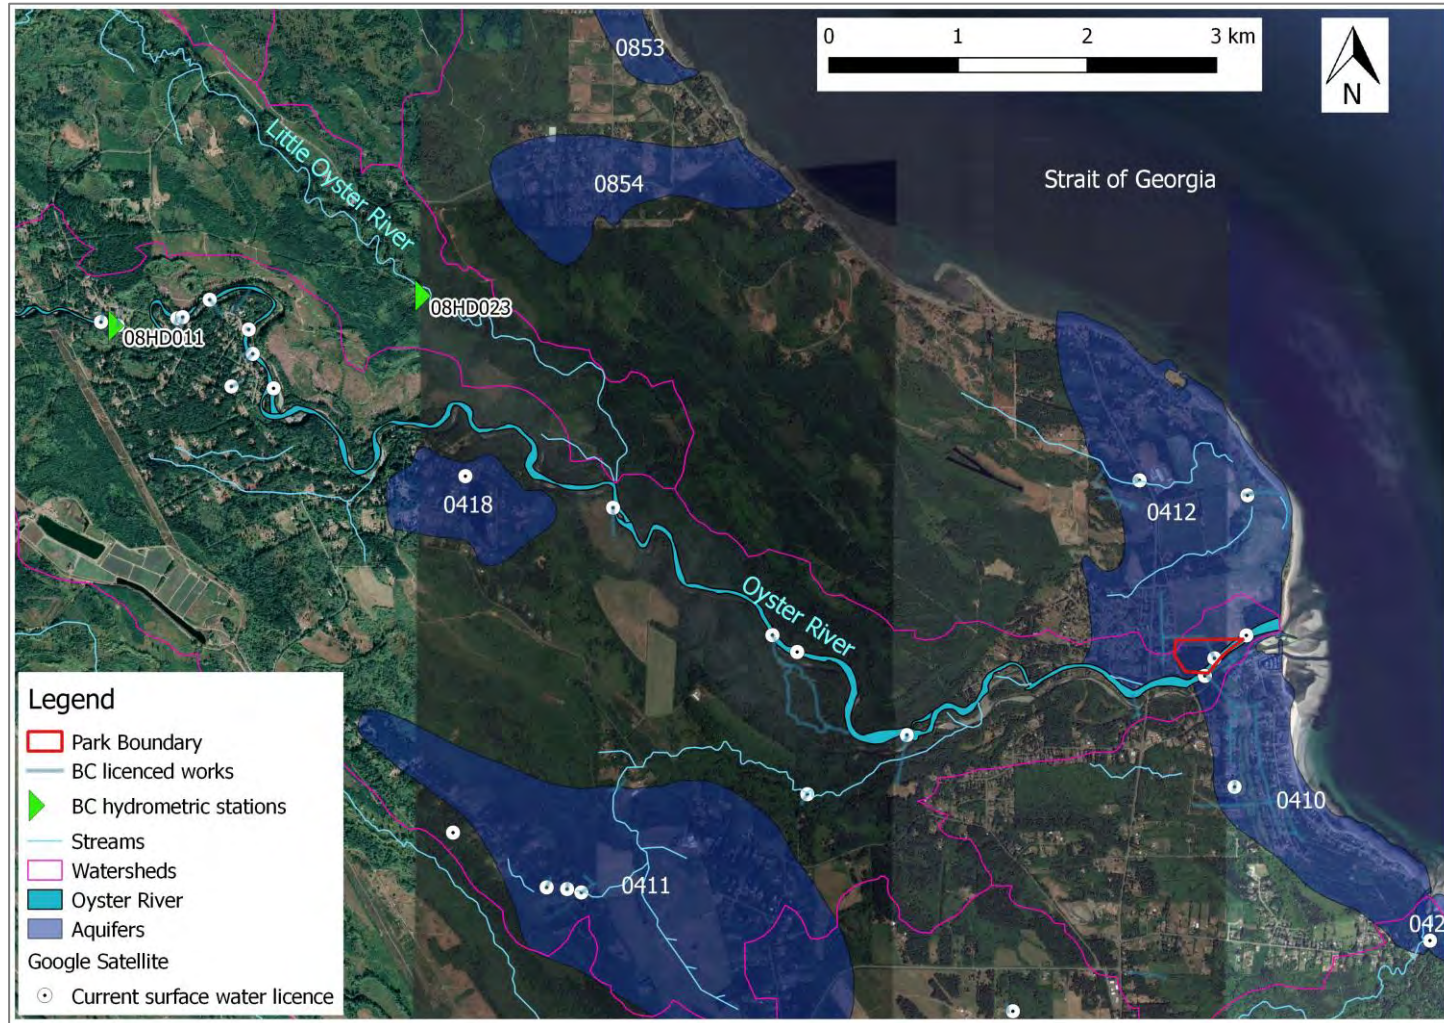 0853
0 1 2 3 km
N
0854
Strait of Georgia
Little Oyster River
08HD023
08HD011
0418
0412
Oyster River
0410
0411
042
Legend
Park Boundary
BC licenced works
BC hydrometric stations
Streams
Watersheds
Oyster River
Aquifers
Google Satellite
Current surface water licence